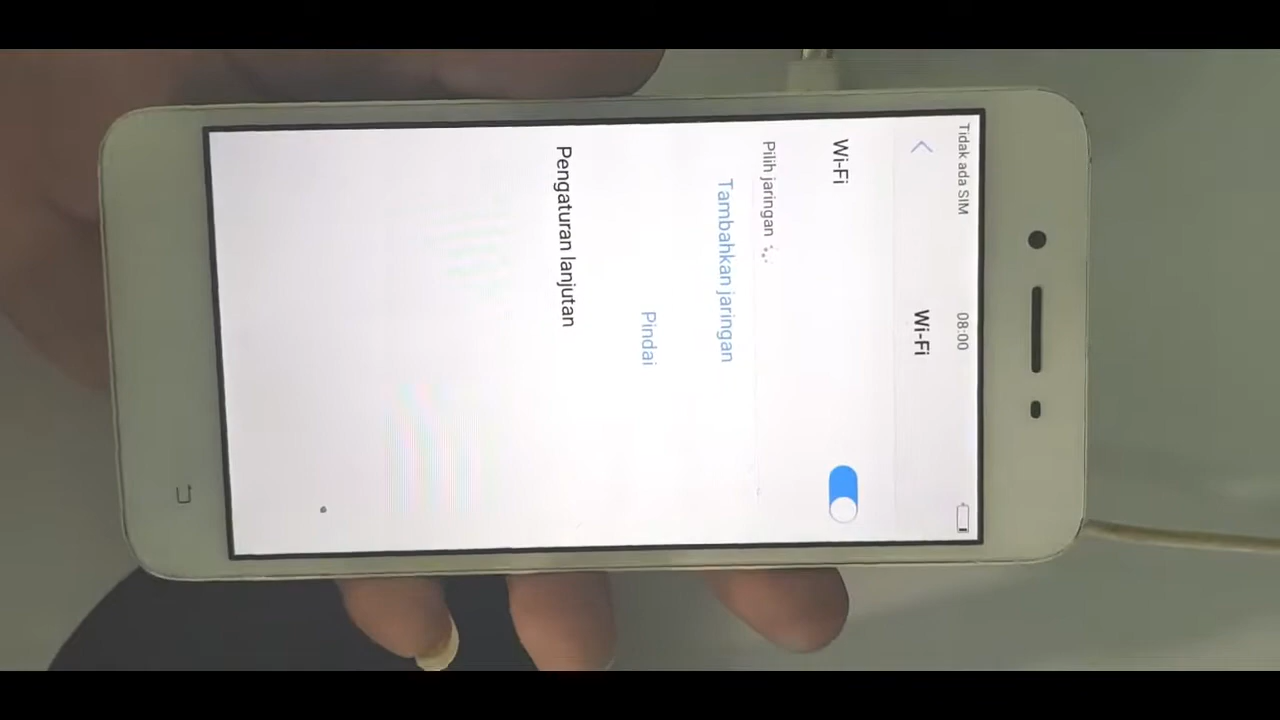 Tidak ada SIM 08:00
Wi-Fi
Wi-Fi
Pilih jaringan
Tambahkan jaringan
Pindai
Pengaturan lanjutan